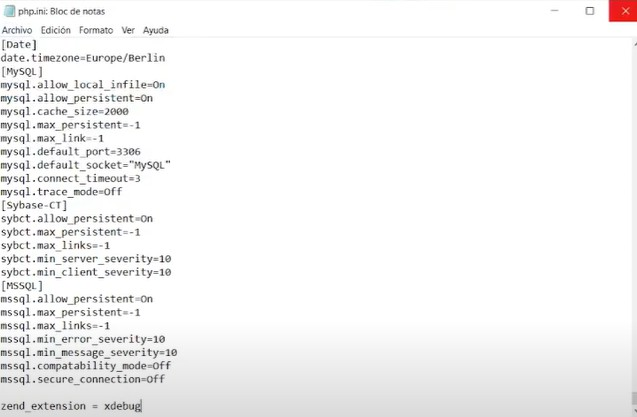 php.ini: Bloc de notas
Archivo Edición Formato Ver Ayuda
[Date]
date.timezone=Europe/Berlin
[MySQL]
mysql.allow_local_infile=On
mysql.allow_persistent=On
mysql.cache_size=2000
mysql.max_persistent=-1
mysql.max_link=-1
mysql.default_port=3306
mysql.default_socket="MySQL"
mysql.connect_timeout=3
mysql.trace_mode=Off
[Sybase-CT]
sybct.allow_persistent=On
sybct.max_persistent=-1
sybct.max_links=-1
sybct.min_server_severity=10
sybct.min_client_severity=10
[MSSQL]
mssql.allow_persistent=On
mssql.max_persistent=-1
mssql.max_links=-1
mssql.min_error_severity=10
mssql.min_message_severity=10
mssql.compatability_mode=Off
mssql.secure_connection=Off
zend_extension = xdebug